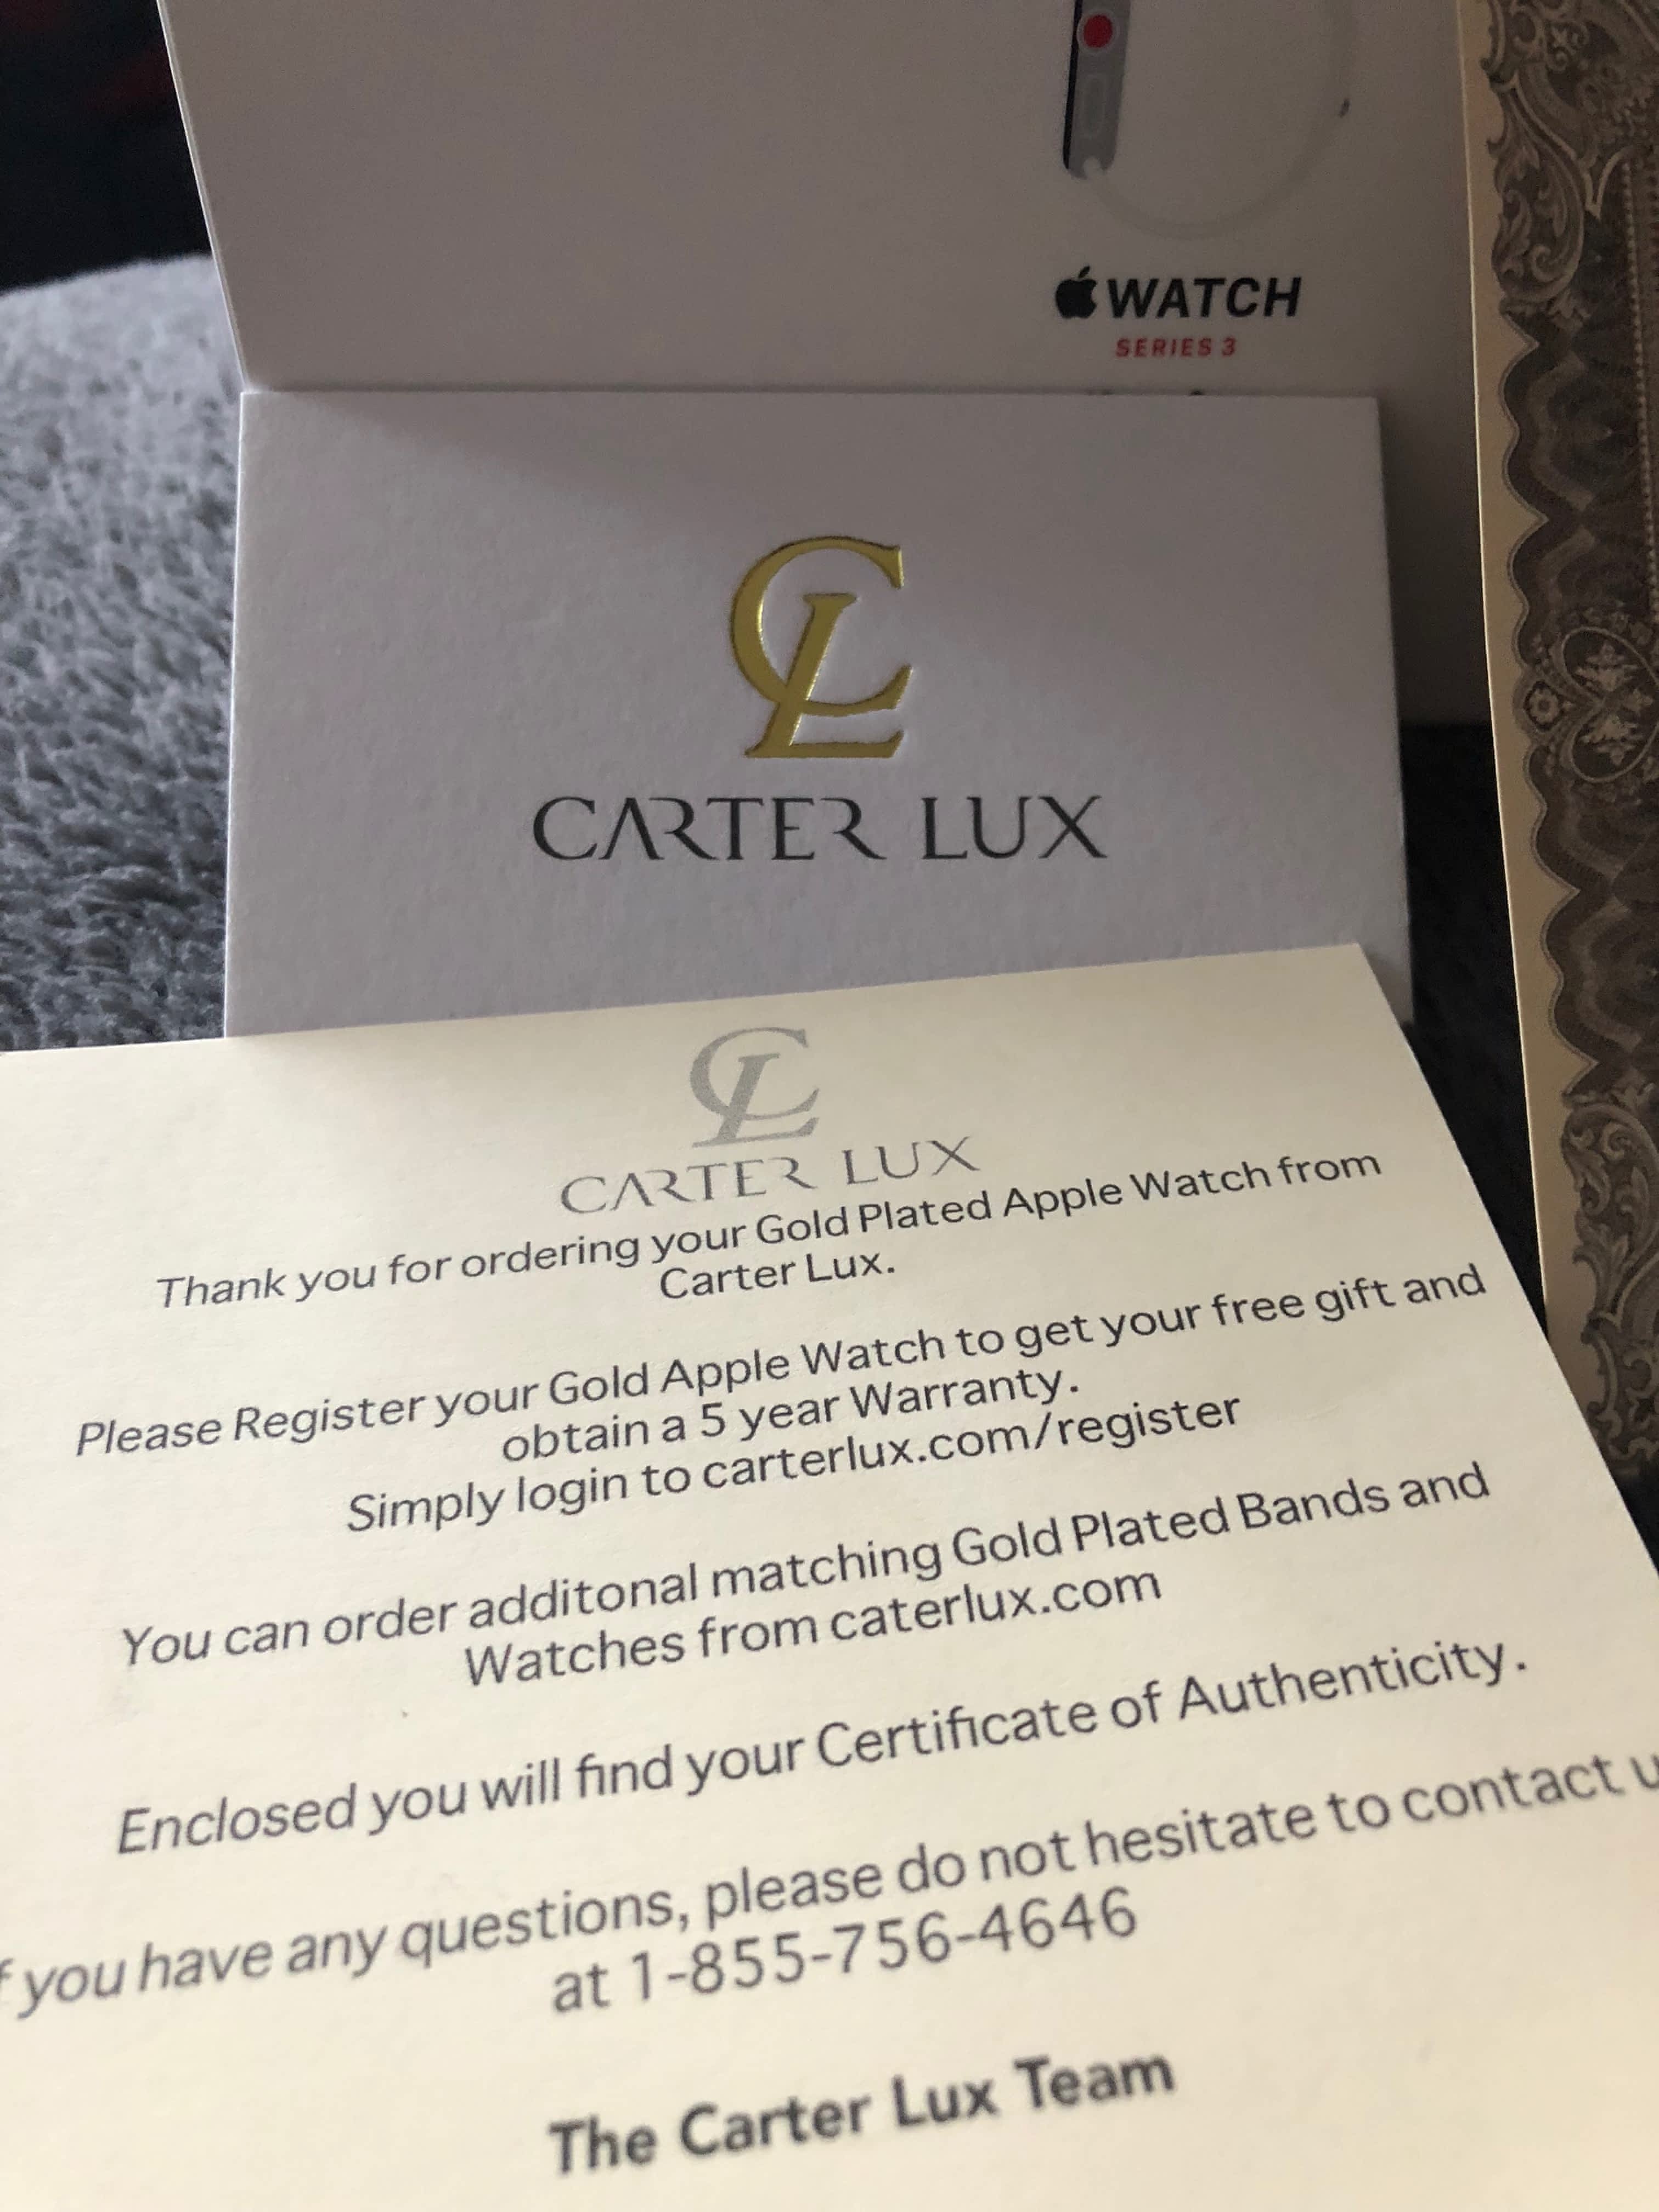 WATCH
SERIES 3
CL
CARTER LUX
CL
CARTER LUX
Thank you for ordering your Gold Plated Apple Watch from
Carter Lux.
Please Register your Gold Apple Watch to get your free gift and
obtain a 5 year Warranty.
Simply login to carterlux.com/register
You can order additonal matching Gold Plated Bands and
Watches from caterlux.com
Enclosed you will find your Certificate of Authenticity.
f you have any questions, please do not hesitate to contact u
at 1-855-756-4646
The Carter Lux Team